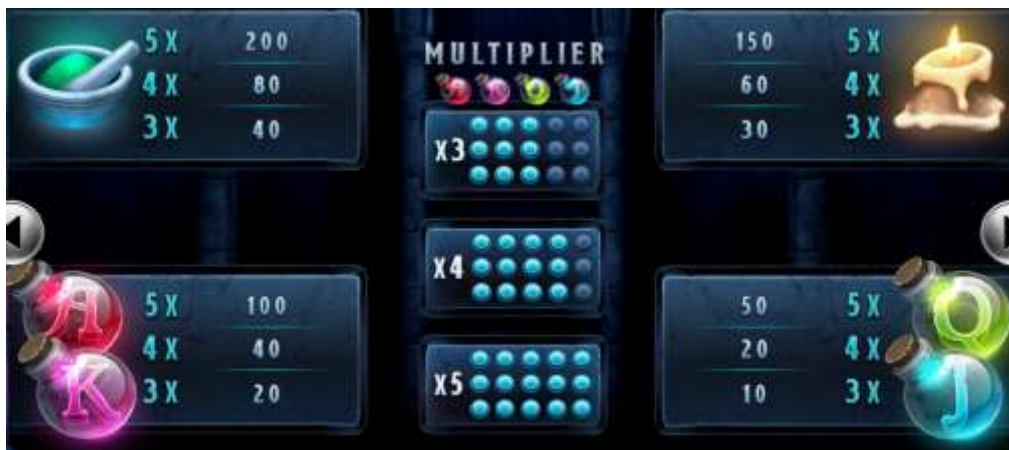 5X 200
4X 80
3X 40
MULTIPLIER
A K Q J
X3
X4
X5
150 5X
60 4X
30 3X
A
K
5X 100
4X 40
3X 20
50 5X
20 4X
10 3X
Q
J